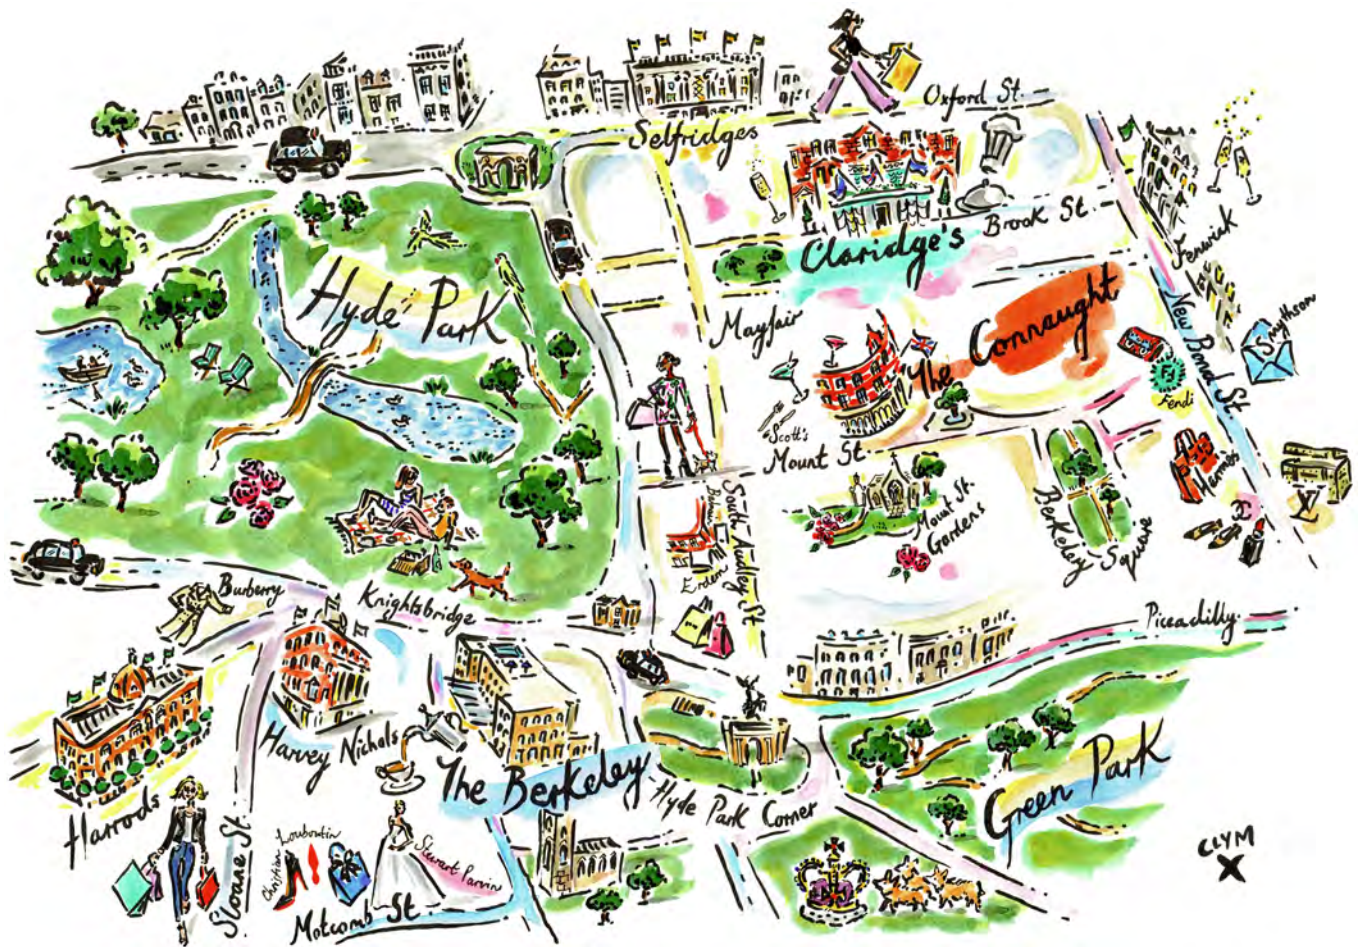 Oxford St.
Selfridges
Brook St.
Claridge's
Fenwick
Hyde Park
Mayfair
The Connaught
New Bond St.
Smythson
Fendi
Scott's
Mount St.
South Audley St
Mount St.
Gardens
Berkeley Square
Hermès
LV
Erdem
Burberry
Knightsbridge
Piccadilly
Harvey Nichols
The Berkeley
Hyde Park Corner
Green Park
Harrods
Sloane St.
Christian Louboutin
Stewart Parvin
Motcomb St.
CLYM
X